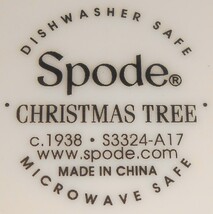 DISHWASHER SAFE
Spode®
• CHRISTMAS TREE •
c.1938 • S3324-A17
www.spode.com
MADE IN CHINA
MICROWAVE SAFE